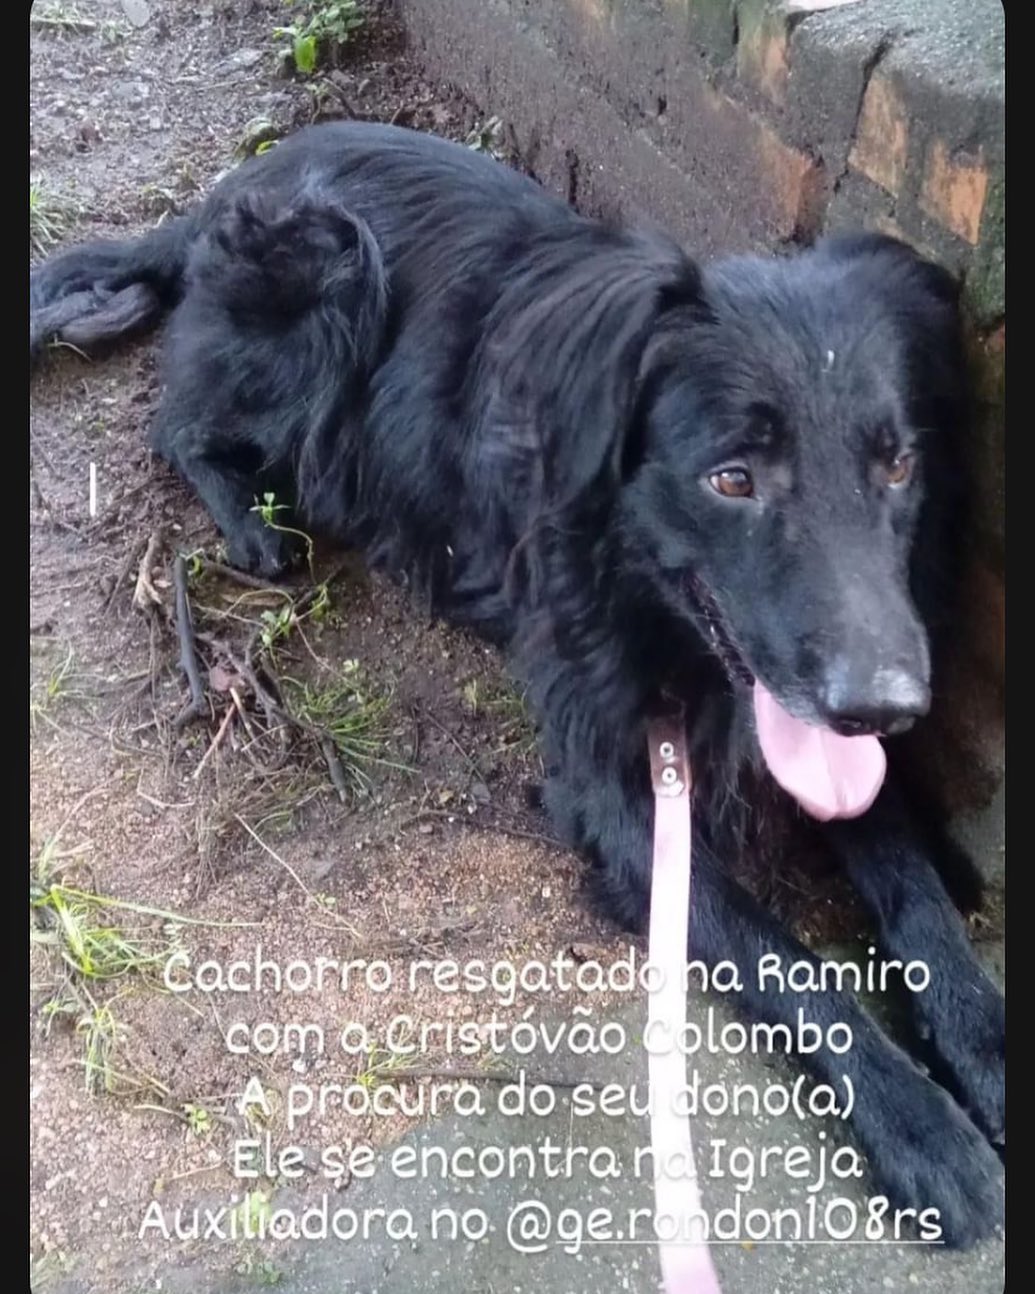 Cachorro resgatado na Ramiro
com a Cristóvão Colombo
A procura do seu dono(a)
Ele se encontra na Igreja
Auxiliadora no @ge.rondon108rs